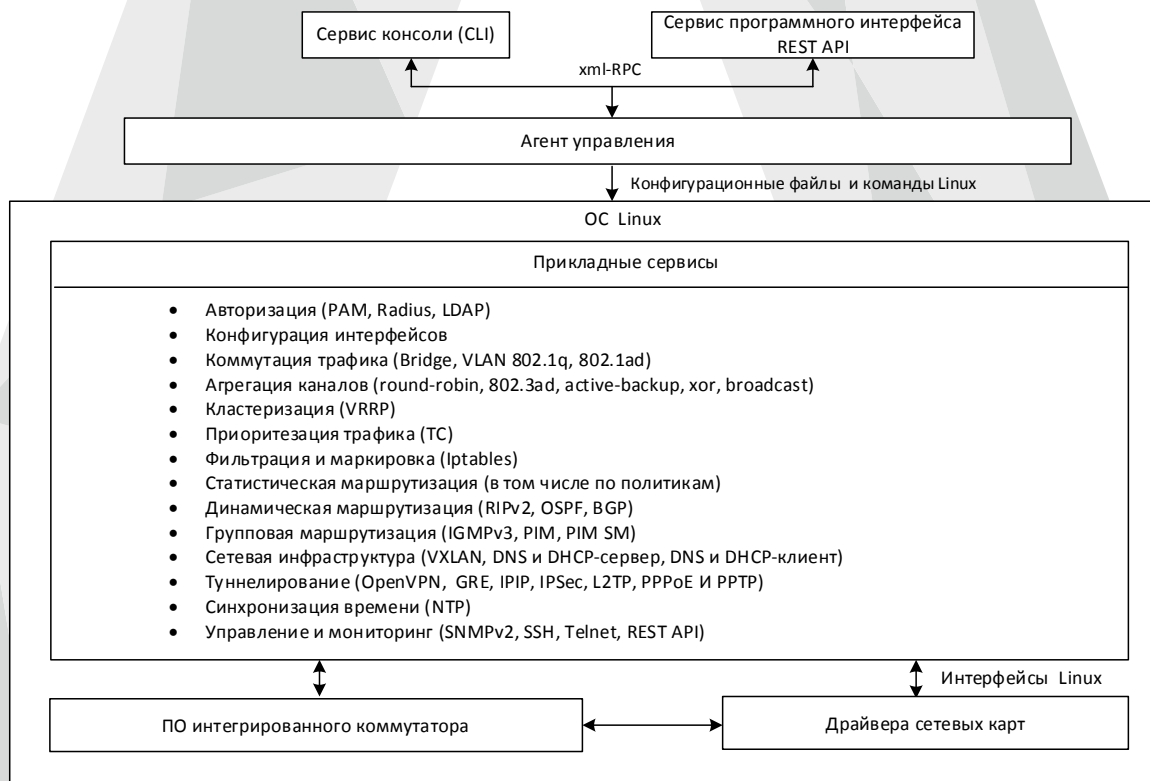 Сервис консоли (CLI)
Сервис программного интерфейса
REST API
xml-RPC
Агент управления
Конфигурационные файлы и команды Linux
ОС Linux
Прикладные сервисы
• Авторизация (PAM, Radius, LDAP)
• Конфигурация интерфейсов
• Коммутация трафика (Bridge, VLAN 802.1q, 802.1ad)
• Агрегация каналов (round-robin, 802.3ad, active-backup, xor, broadcast)
• Кластеризация (VRRP)
• Приоритезация трафика (TC)
• Фильтрация и маркировка (Iptables)
• Статистическая маршрутизация (в том числе по политикам)
• Динамическая маршрутизация (RIPv2, OSPF, BGP)
• Групповая маршрутизация (IGMPv3, PIM, PIM SM)
• Сетевая инфраструктура (VXLAN, DNS и DHCP-сервер, DNS и DHCP-клиент)
• Туннелирование (OpenVPN, GRE, IPIP, IPSec, L2TP, PPPoE И PPTP)
• Синхронизация времени (NTP)
• Управление и мониторинг (SNMPv2, SSH, Telnet, REST API)
Интерфейсы Linux
ПО интегрированного коммутатора
Драйвера сетевых карт